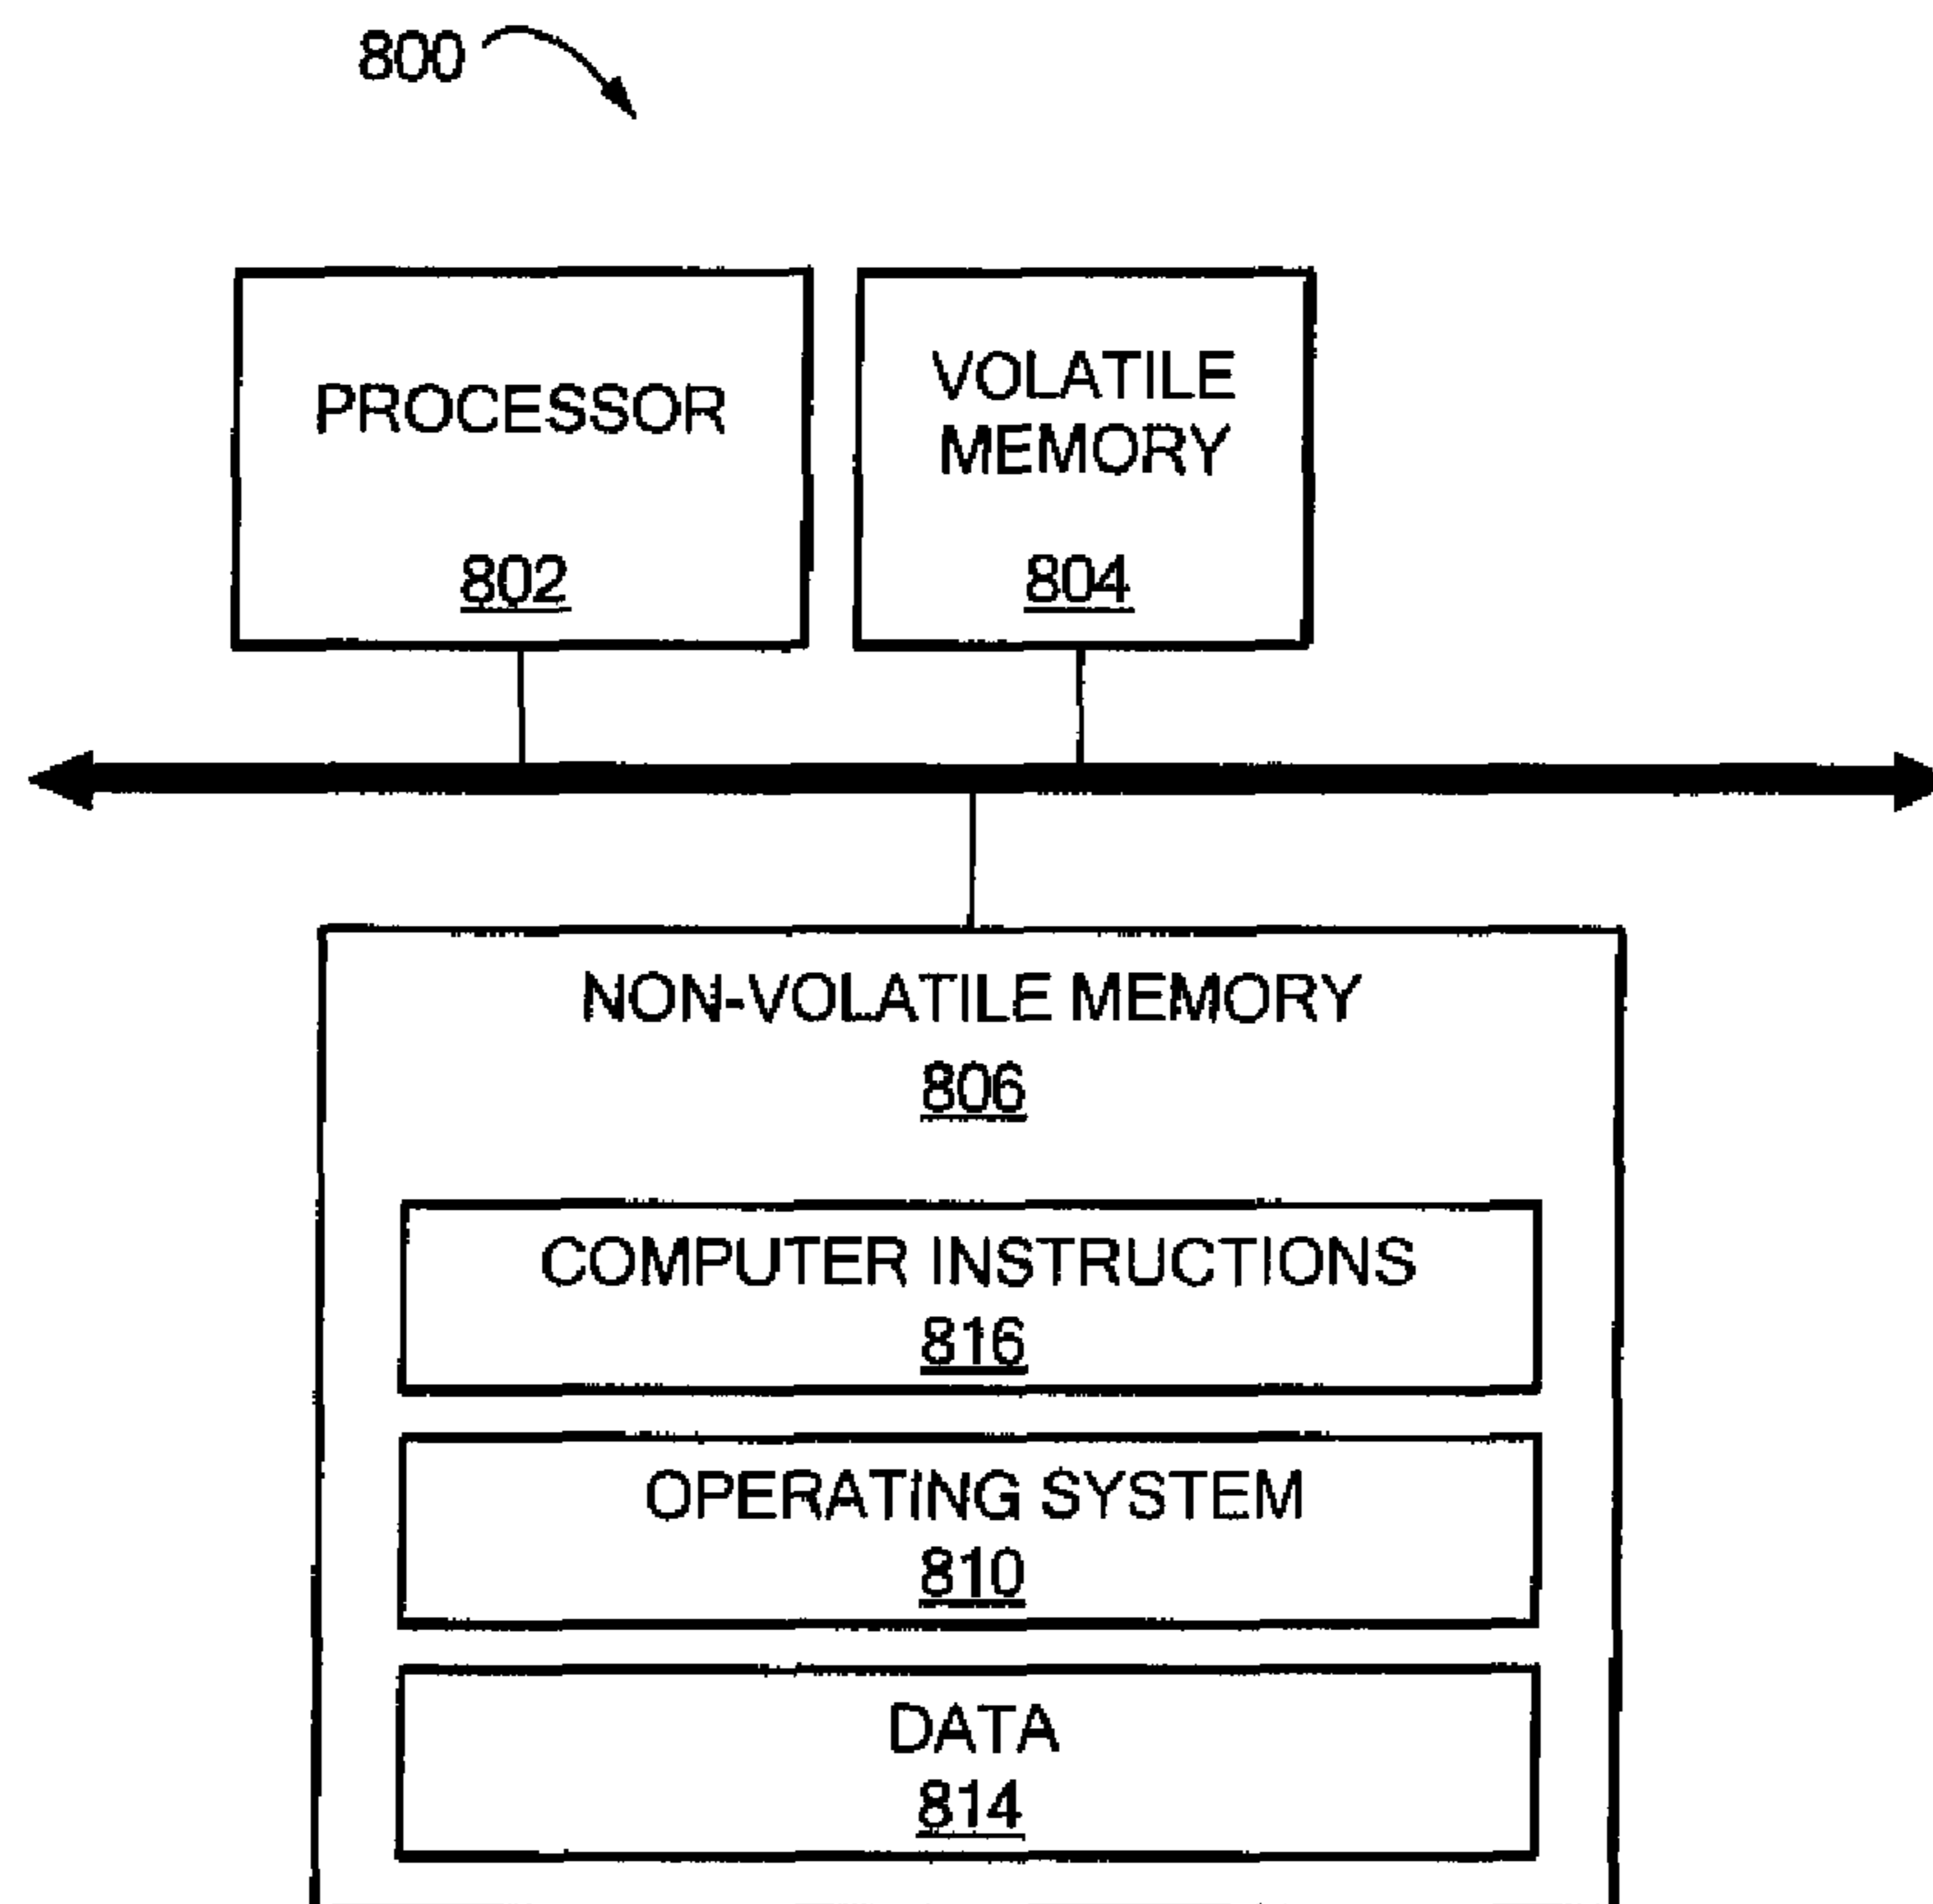 800
PROCESSOR
802
VOLATILE
MEMORY
804
NON-VOLATILE MEMORY
806
COMPUTER INSTRUCTIONS
816
OPERATING SYSTEM
810
DATA
814